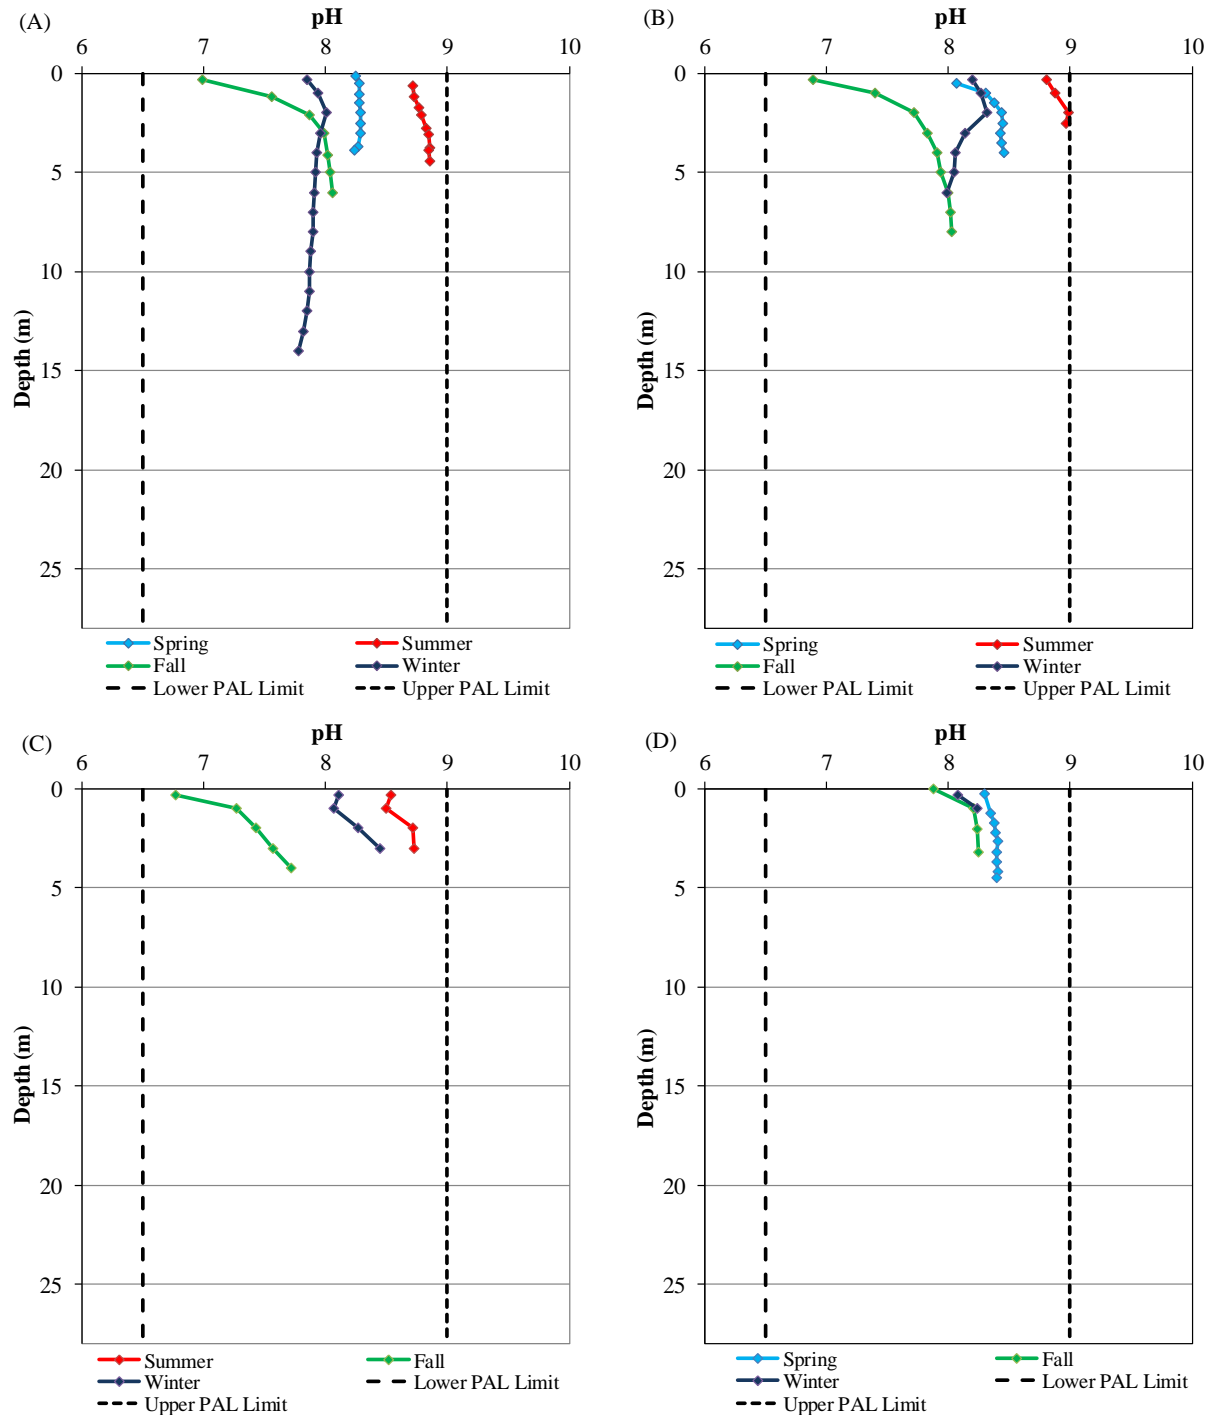 (A)
pH
6 7 8 9 10
0
5
10
15
20
25
Depth (m)
Spring Summer
Fall Winter
Lower PAL Limit Upper PAL Limit
(B)
pH
6 7 8 9 10
0
5
10
15
20
25
Depth (m)
Spring Summer
Fall Winter
Lower PAL Limit Upper PAL Limit
(C)
pH
6 7 8 9 10
0
5
10
15
20
25
Depth (m)
Summer Fall
Winter Lower PAL Limit
Upper PAL Limit
(D)
pH
6 7 8 9 10
0
5
10
15
20
25
Depth (m)
Spring Fall
Winter Lower PAL Limit
Upper PAL Limit